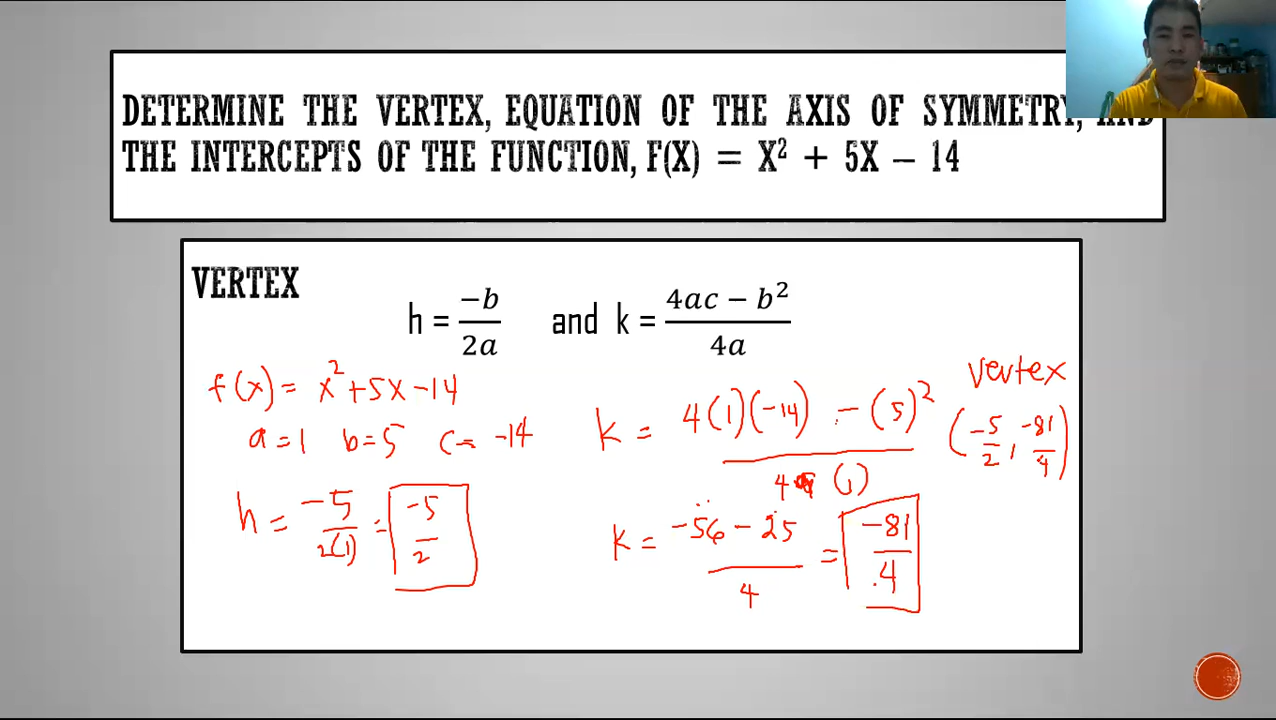 DETERMINE THE VERTEX, EQUATION OF THE AXIS OF SYMMETRY, AND
THE INTERCEPTS OF THE FUNCTION, F(X) = X² + 5X – 14
VERTEX
h = −b/2a and k = 4ac − b²/4a
f(x) = x² + 5x - 14
a = 1 b = 5 c = -14
h = -5/2(1) = -5/2
k = 4(1)(-14) - (5)²/4(1)
k = -56 - 25/4 = -81/4
vertex
(-5/2, -81/4)